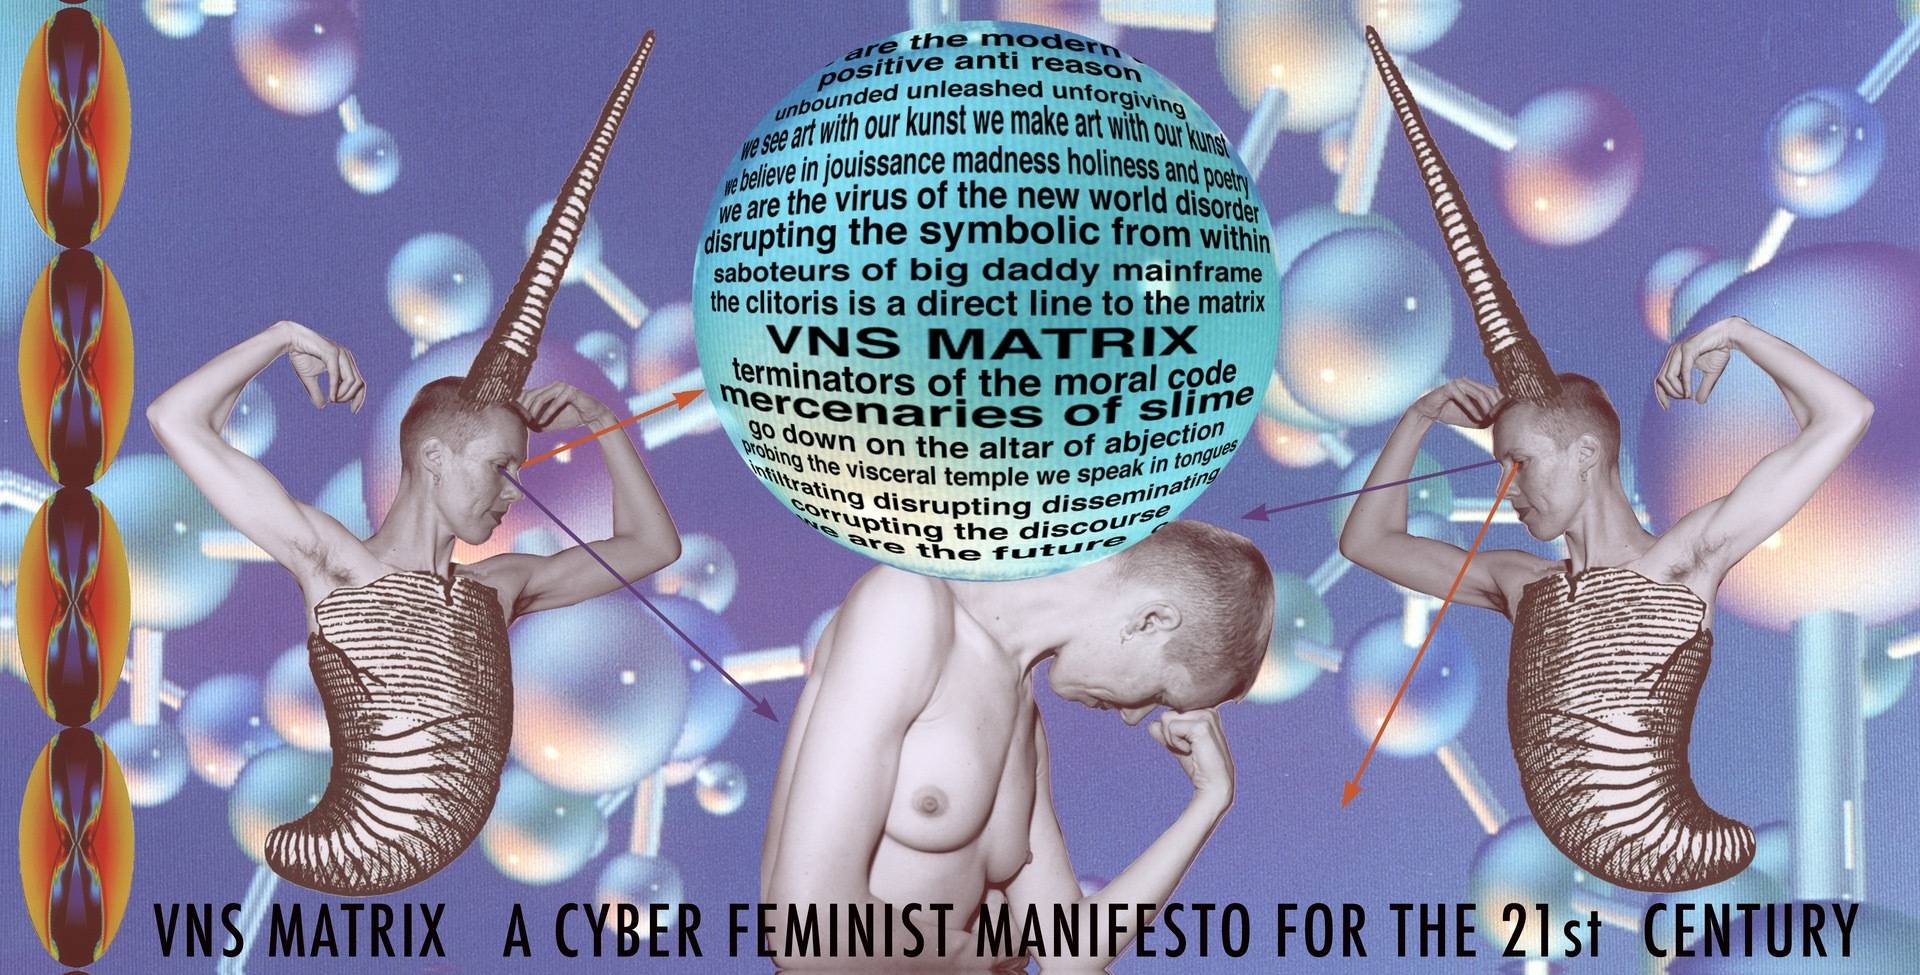 are the modern
positive anti reason
unbounded unleashed unforgiving
we see art with our kunst we make art with our kunst
we believe in jouissance madness holiness and poetry
we are the virus of the new world disorder
disrupting the symbolic from within
saboteurs of big daddy mainframe
the clitoris is a direct line to the matrix
VNS MATRIX
terminators of the moral code
mercenaries of slime
go down on the altar of abjection
probing the visceral temple we speak in tongues
infiltrating disrupting disseminating
corrupting the discourse
we are the future
VNS MATRIX A CYBER FEMINIST MANIFESTO FOR THE 21st CENTURY